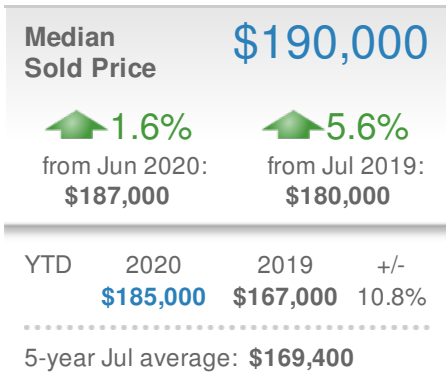 Median
Sold Price
$190,000
1.6%
from Jun 2020:
$187,000
5.6%
from Jul 2019:
$180,000
YTD 2020 2019 +/-
$185,000 $167,000 10.8%
5-year Jul average: $169,400